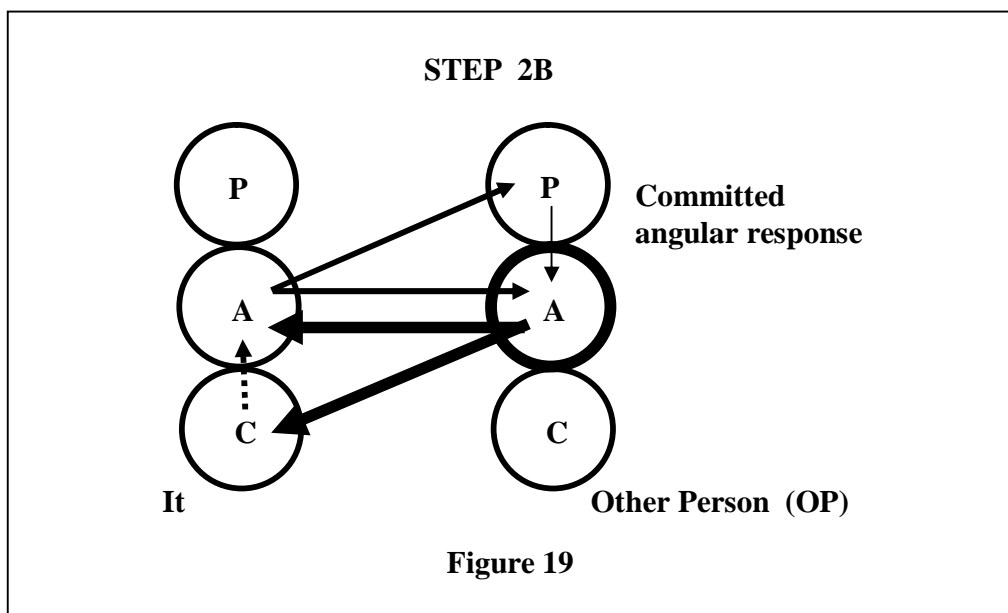 STEP 2B
P P
Committed
angular response
A A
C C
It Other Person (OP)
Figure 19